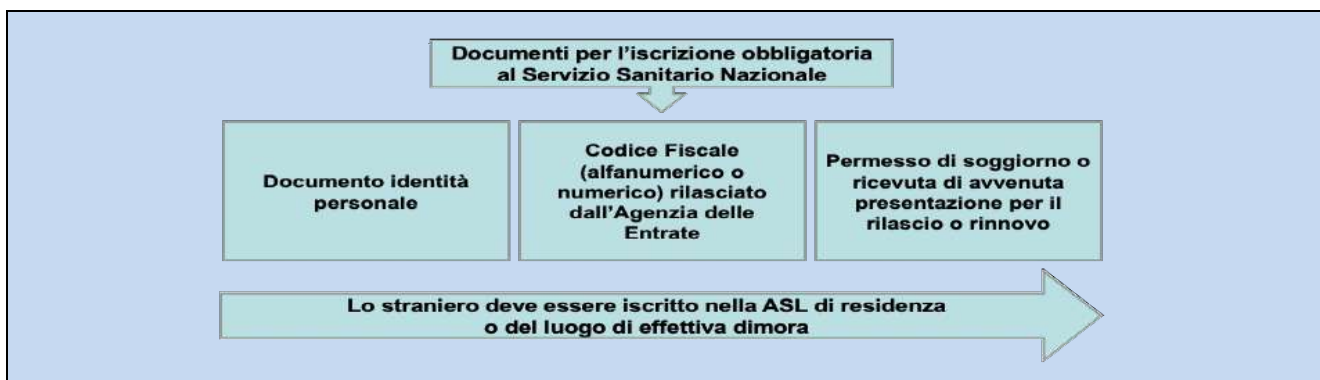 Documenti per l'iscrizione obbligatoria
al Servizio Sanitario Nazionale
Documento identità
personale
Codice Fiscale
(alfanumerico o
numerico) rilasciato
dall'Agenzia delle
Entrate
Permesso di soggiorno o
ricevuta di avvenuta
presentazione per il
rilascio o rinnovo
Lo straniero deve essere iscritto nella ASL di residenza
o del luogo di effettiva dimora